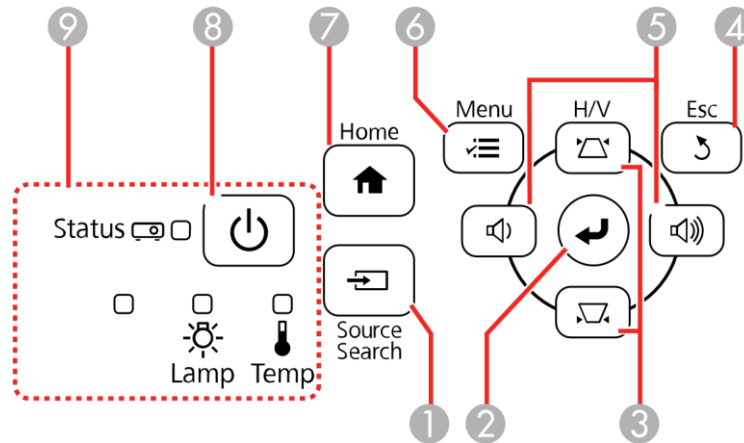 9 8 7 6 5 4
Menu H/V Esc
Home
Status
Source
Search
Lamp Temp
1 2 3